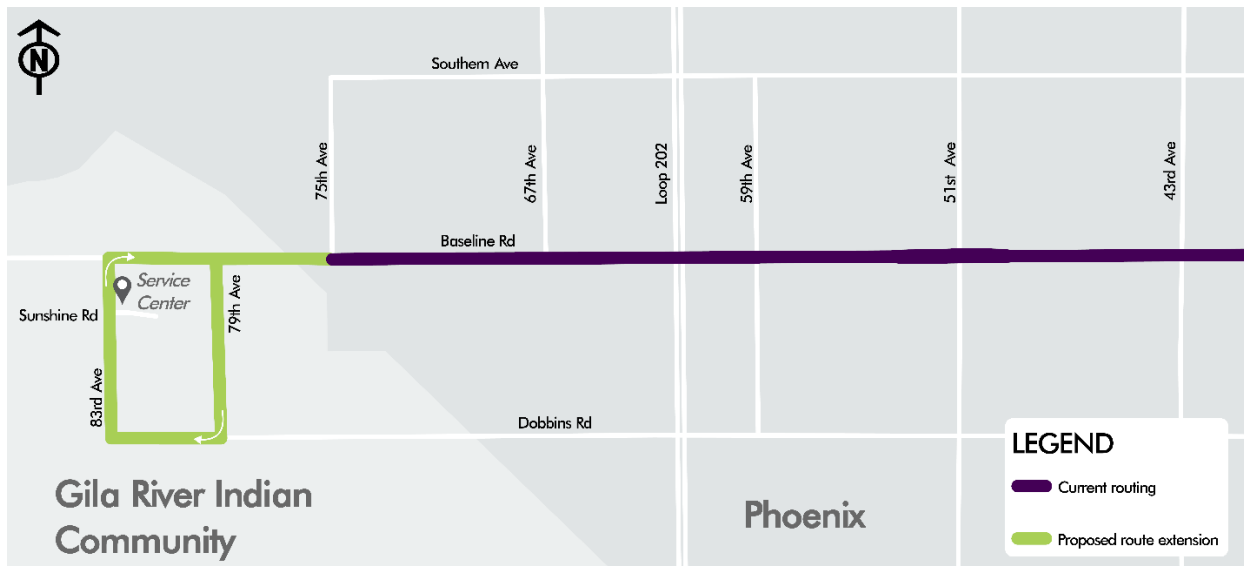 N
Southern Ave
75th Ave
67th Ave
Loop 202
59th Ave
51st Ave
43rd Ave
Baseline Rd
Service
Center
79th Ave
Sunshine Rd
83rd Ave
Dobbins Rd
Gila River Indian
Community
Phoenix
LEGEND
Current routing
Proposed route extension